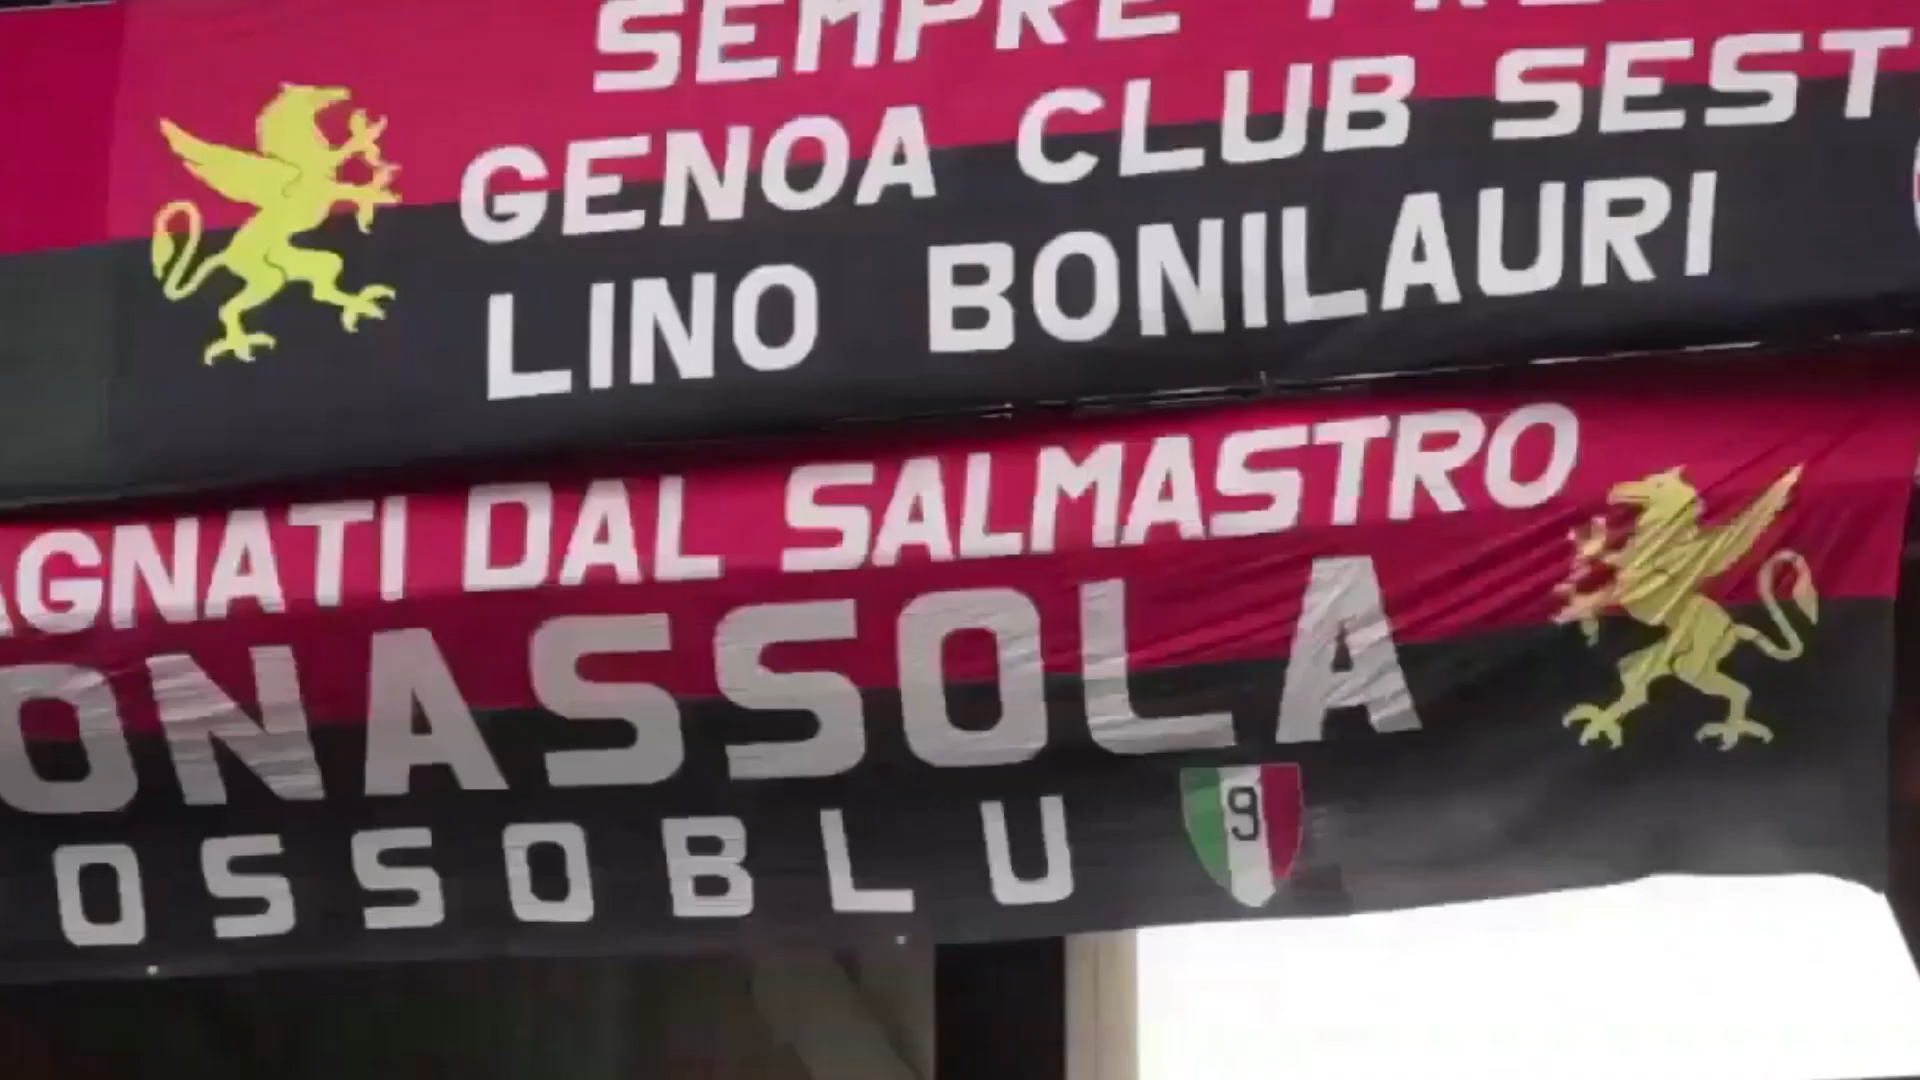 SEMPRE
GENOA CLUB SEST
LINO BONILAURI
AGNATI DAL SALMASTRO
ONASSOLA
OSSOBLU
9